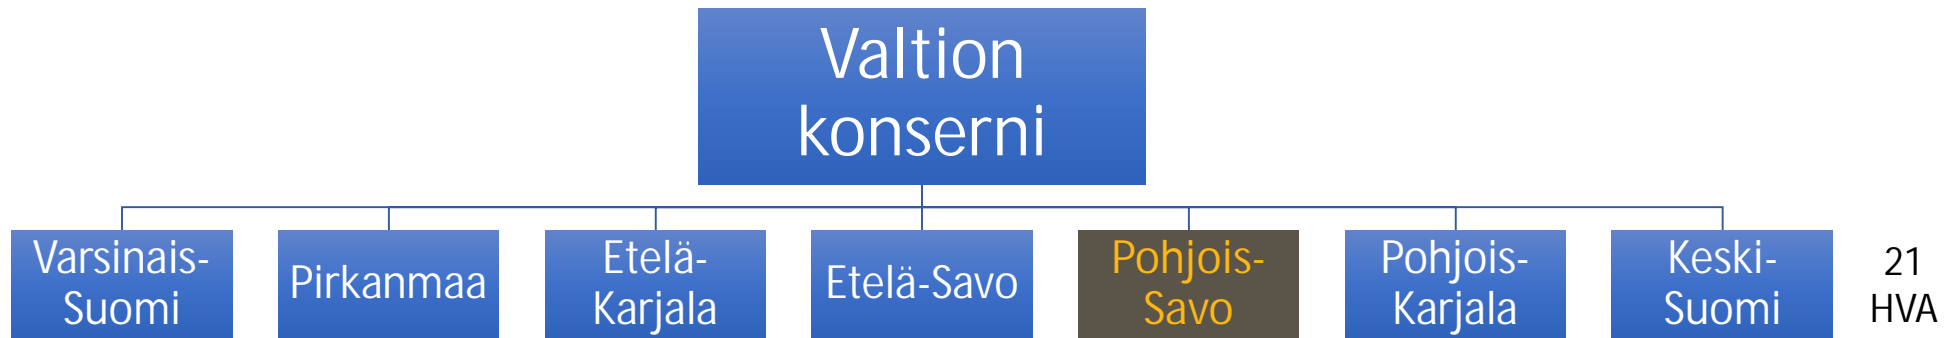 Valtion
konserni
Varsinais-
Suomi
Pirkanmaa
Etelä-
Karjala
Etelä-Savo
Pohjois-
Savo
Pohjois-
Karjala
Keski-
Suomi
21
HVA